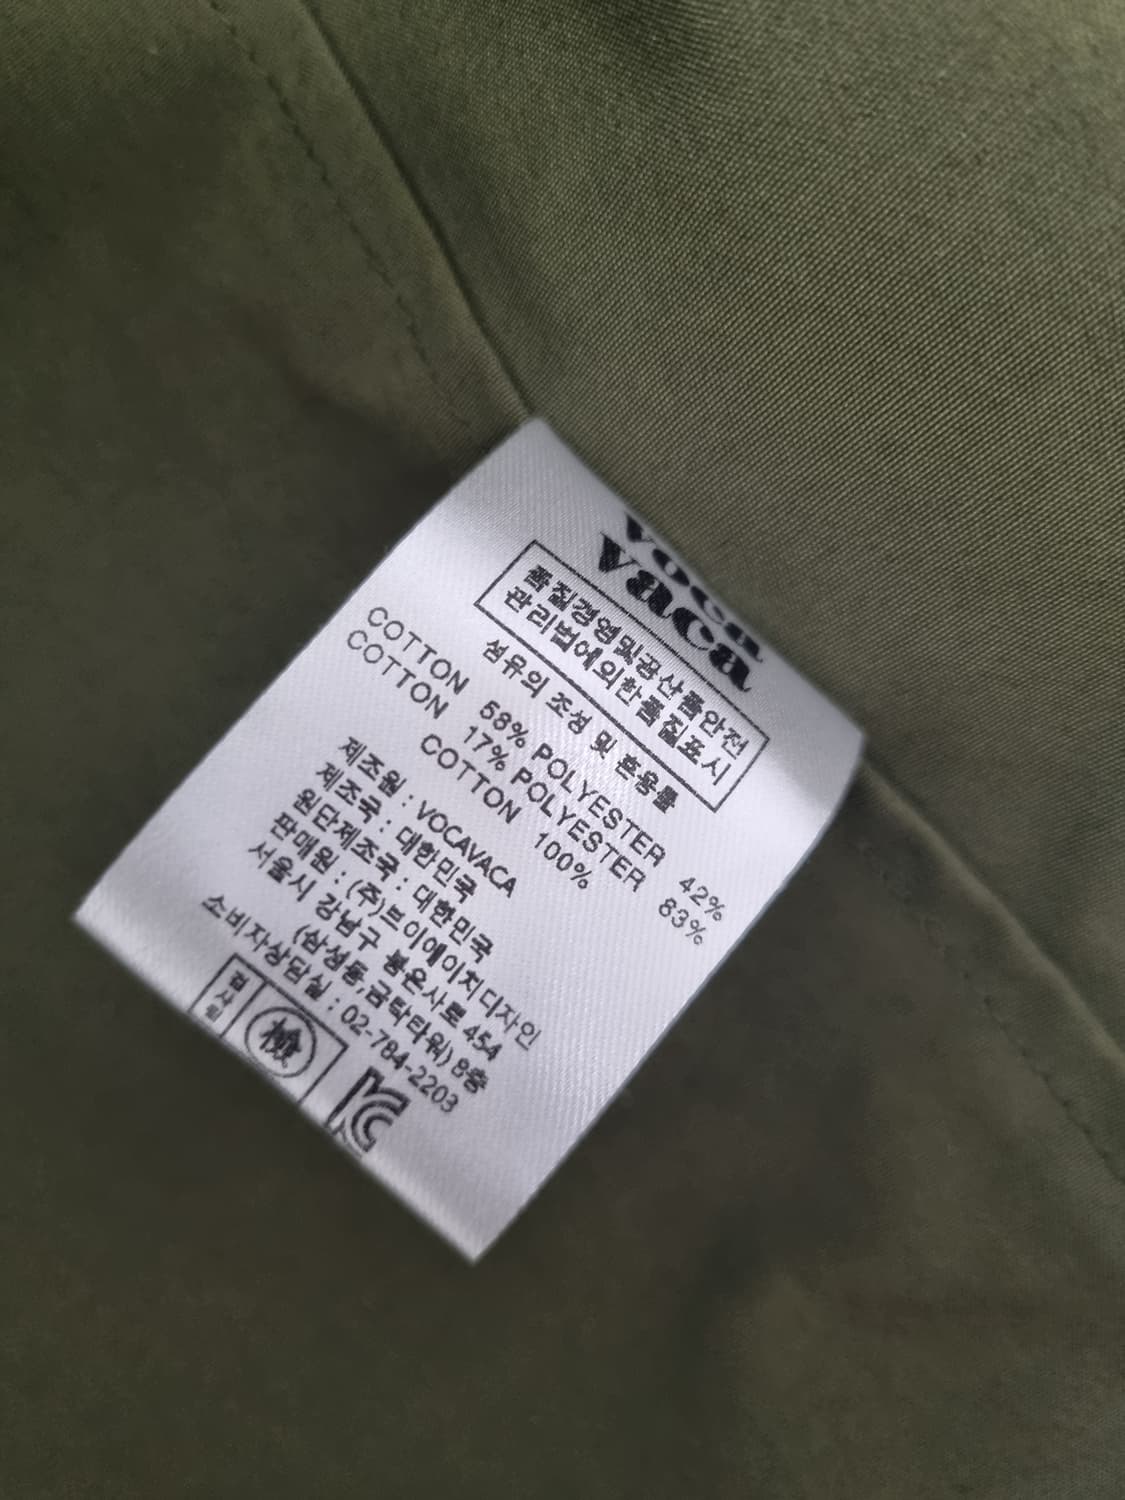 voca
vaca
품질경영및공산품안전
관리법에의한품질표시
섬유의 조성 및 혼용률
COTTON 58% POLYESTER 42%
COTTON 17% POLYESTER 83%
COTTON 100%
제조원 : VOCAVACA
제조국 : 대한민국
원단제조국 : 대한민국
판매원 : (주)브이에이치디자인
서울시 강남구 봉은사로 454
(삼성동,금탁타워) 8층
소비자상담실 : 02-784-2203
검사필 檢
KC